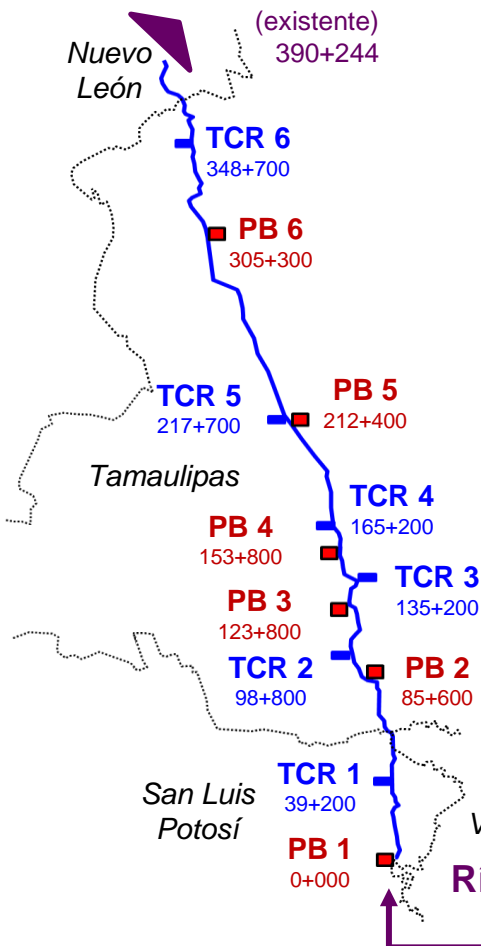 (existente)
390+244
Nuevo
León
TCR 6
348+700
PB 6
305+300
TCR 5
217+700
PB 5
212+400
Tamaulipas
TCR 4
165+200
PB 4
153+800
TCR 3
135+200
PB 3
123+800
TCR 2
98+800
PB 2
85+600
TCR 1
39+200
San Luis
Potosí
V
PB 1
0+000
Rí